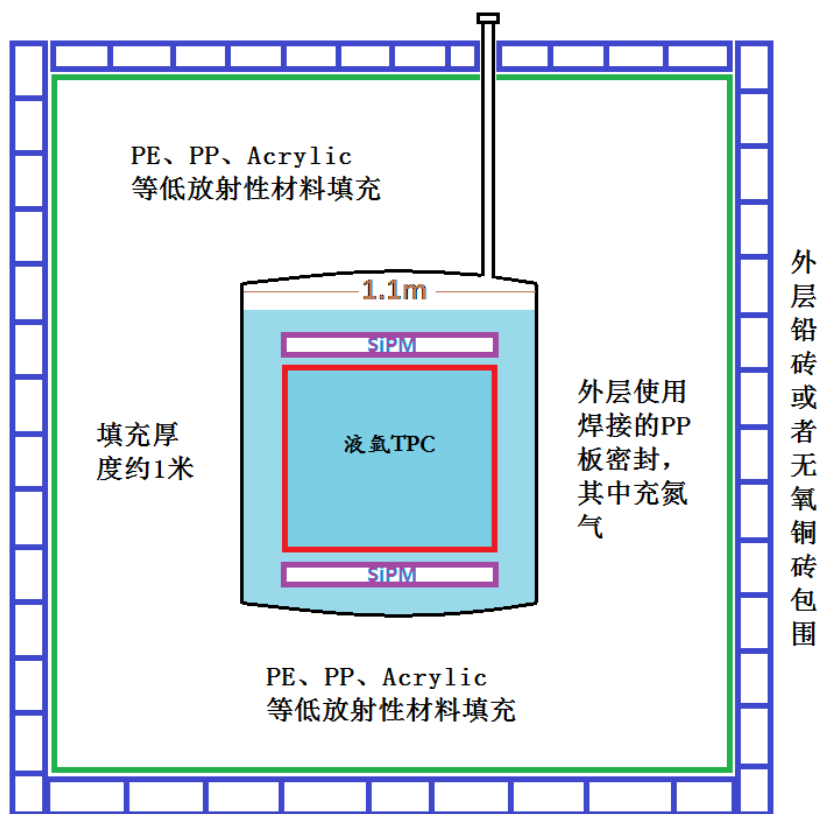 PE、PP、Acrylic
等低放射性材料填充
1.1m
SiPM
液氩TPC
填充厚
度约1米
外层使用
焊接的PP
板密封，
其中充氮
气
外层铅砖或者无氧铜砖包围
SiPM
PE、PP、Acrylic
等低放射性材料填充